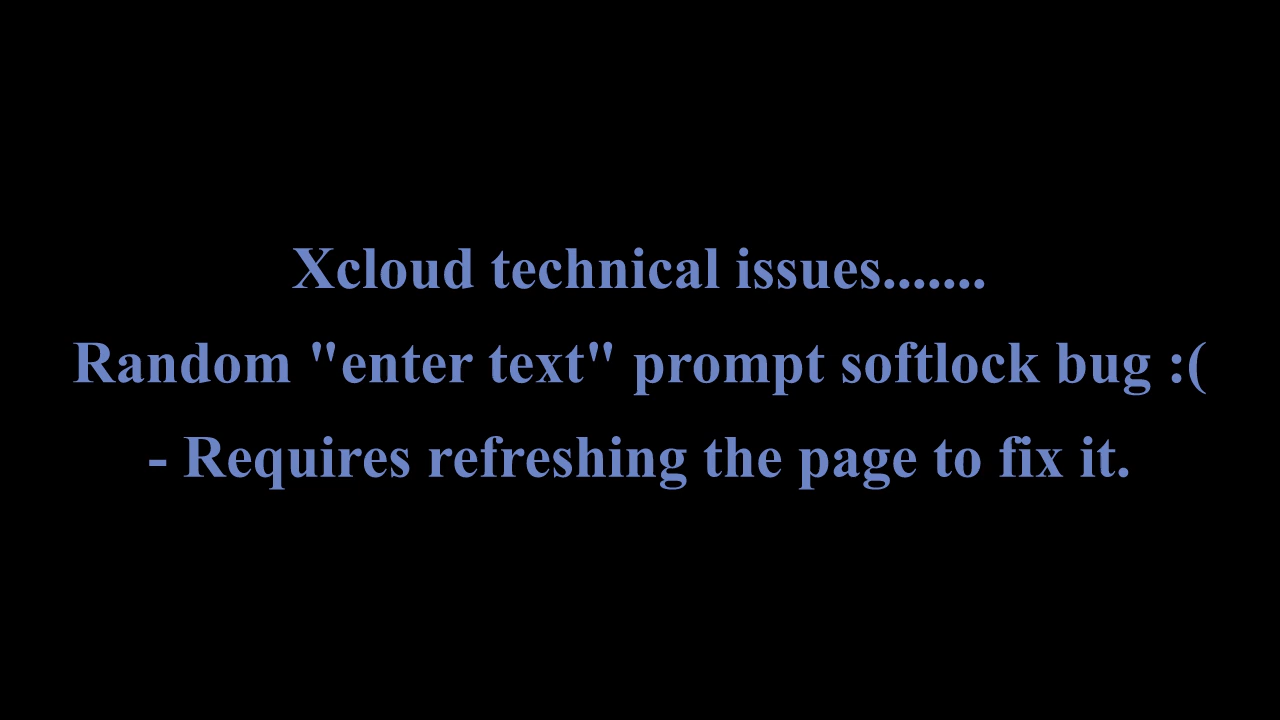 Xcloud technical issues.......
Random "enter text" prompt softlock bug :(
- Requires refreshing the page to fix it.